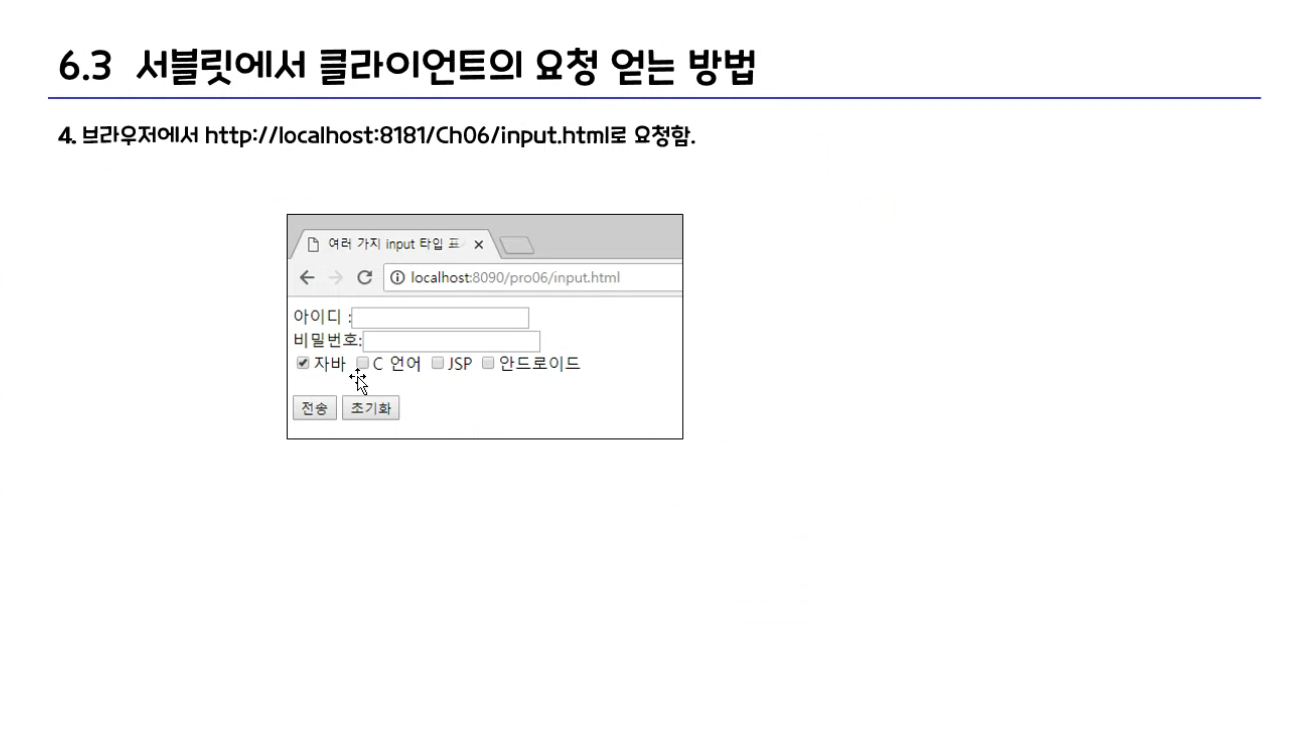 6.3 서블릿에서 클라이언트의 요청 얻는 방법
4. 브라우저에서 http://localhost:8181/Ch06/input.html로 요청함.
여러 가지 input 타입 표
localhost:8090/pro06/input.html
아이디 :
비밀번호:
자바 C 언어 JSP 안드로이드
전송 초기화